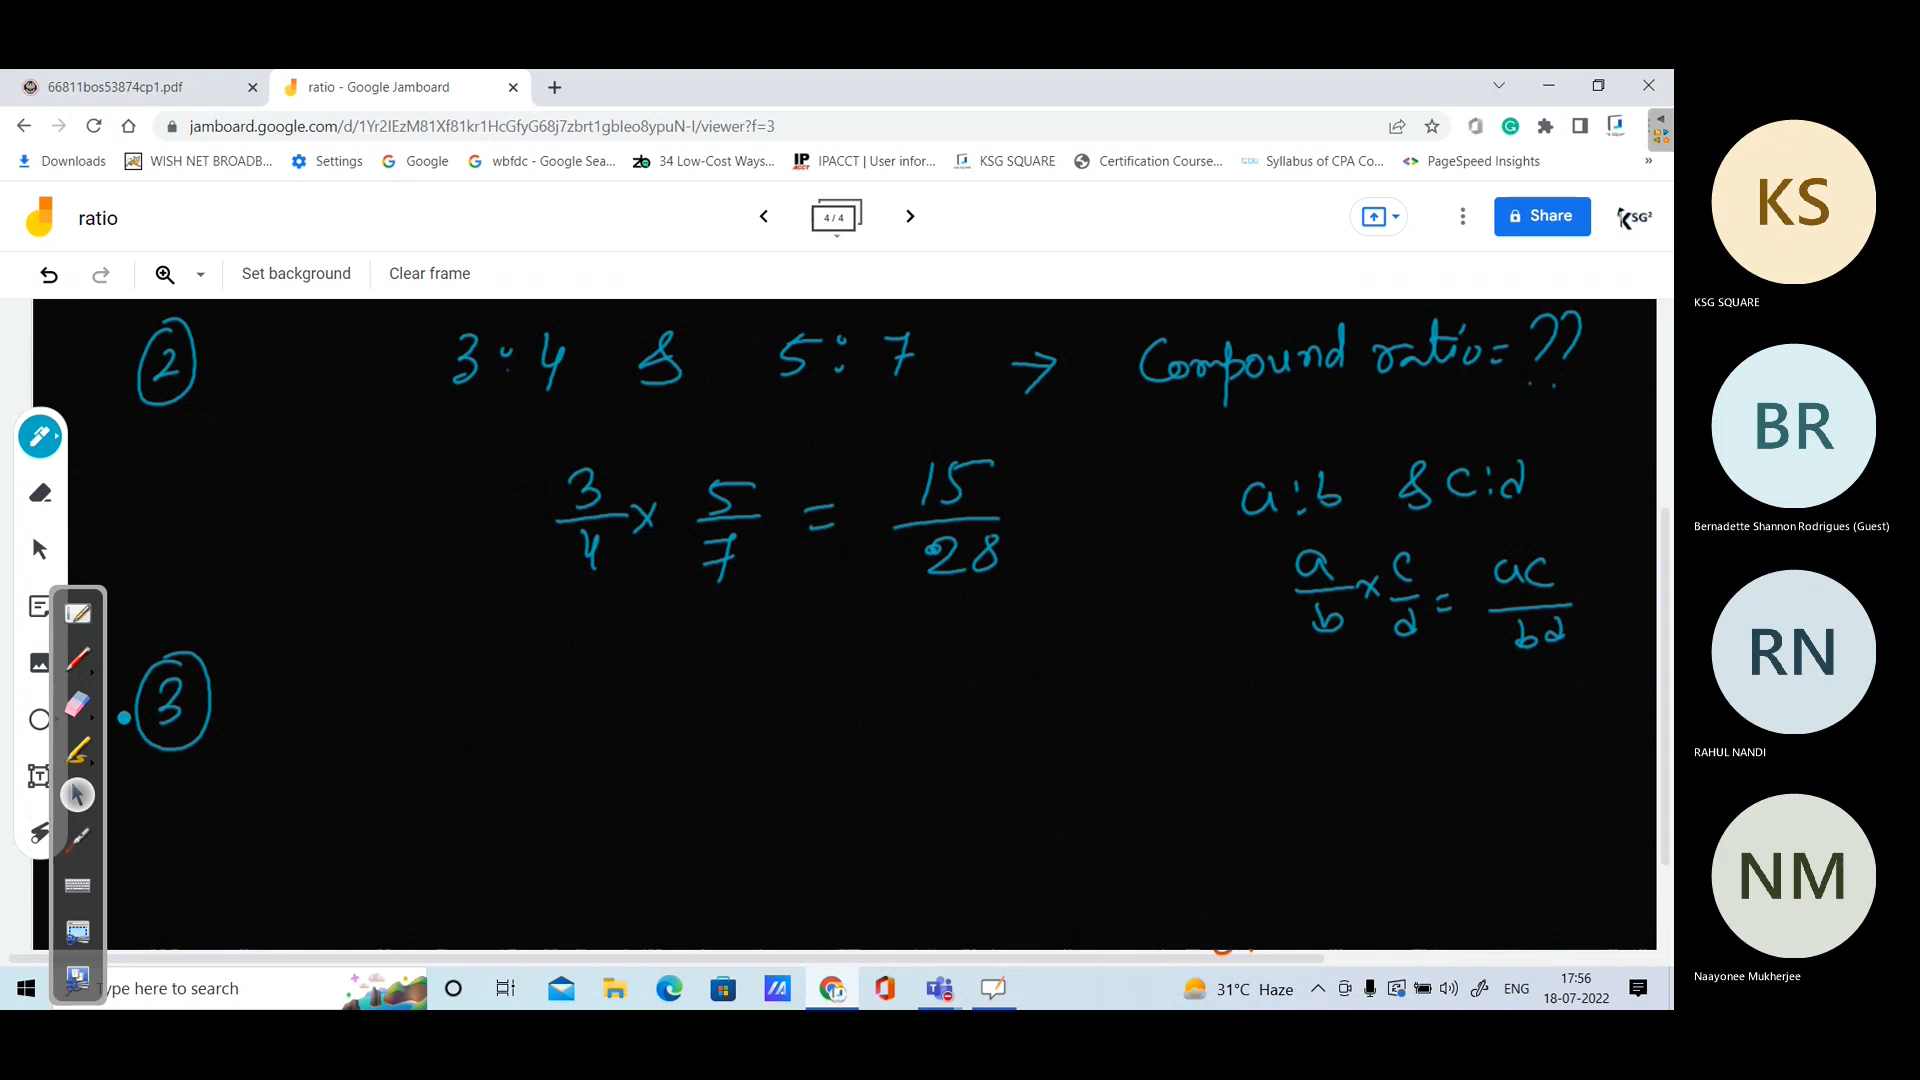 66811bos53874cp1.pdf
ratio - Google Jamboard
jamboard.google.com/d/1Yr2IEzM81Xf81kr1HcGfyG68j7zbrt1gbIeo8ypuN-I/viewer?f=3
Downloads WISH NET BROADB... Settings Google wbfdc - Google Sea... 34 Low-Cost Ways... IPACCT | User infor... KSG SQUARE Certification Course... Syllabus of CPA Co... PageSpeed Insights »
ratio
4 / 4
Share
KSG²
Set background Clear frame
2 3:4 & 5:7 → Compound ratio = ??
3/4 × 5/7 = 15/28
a:b & c:d
a/b × c/d = ac/bd
3
Type here to search
31°C Haze
ENG
17:56
18-07-2022
KS
KSG SQUARE
BR
Bernadette Shannon Rodrigues (Guest)
RN
RAHUL NANDI
NM
Naayonee Mukherjee